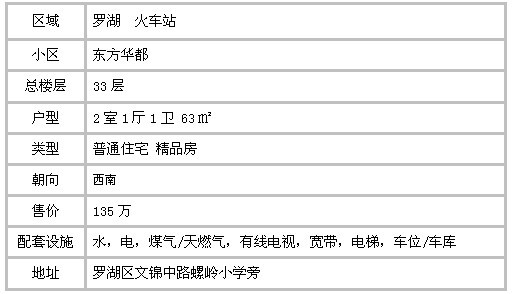 区域 罗湖 火车站
小区 东方华都
总楼层 33 层
户型 2 室 1 厅 1 卫 63 ㎡
类型 普通住宅 精品房
朝向 西南
售价 135 万
配套设施 水，电，煤气/天燃气，有线电视，宽带，电梯，车位/车库
地址 罗湖区文锦中路螺岭小学旁